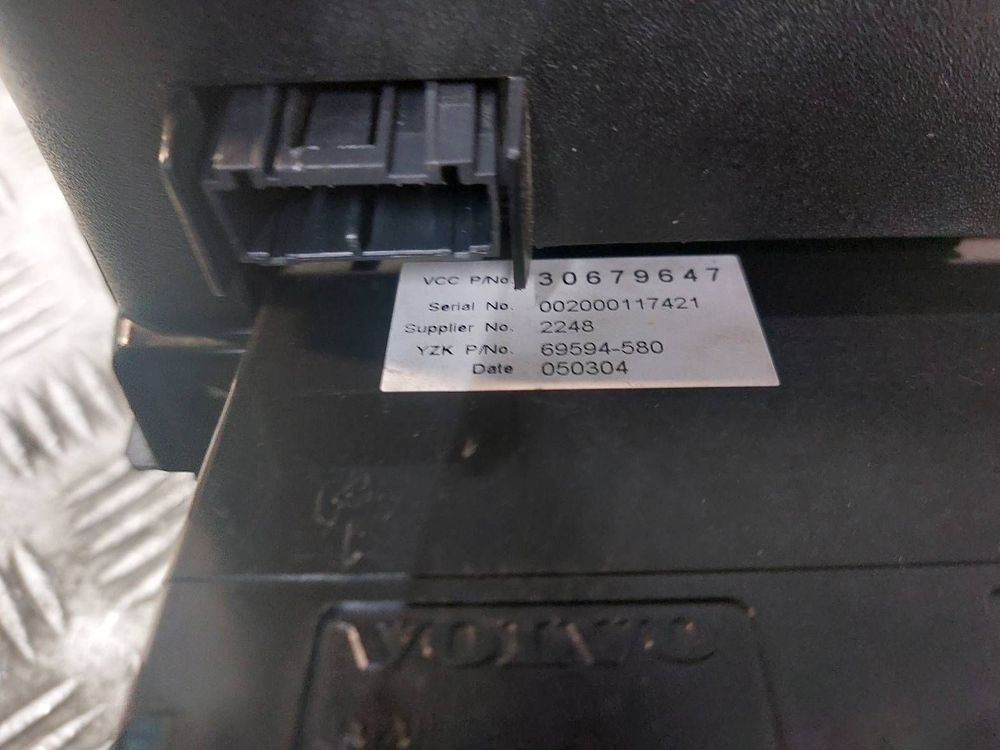 VCC P/No. 30679647
Serial No. 002000117421
Supplier No. 2248
YZK P/No. 69594-580
Date 050304
VOLVO